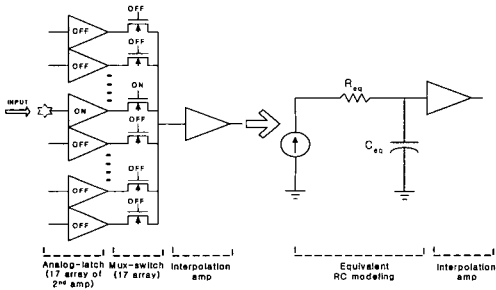 OFF
OFF
OFF
OFF
INPUT
ON
ON
OFF
OFF
OFF
OFF
OFF
OFF
Req
Ceq
Analog-latch
(17 array of
2nd amp)
Mux-switch
(17 array)
Interpolation
amp
Equivalent
RC modeling
Interpolation
amp